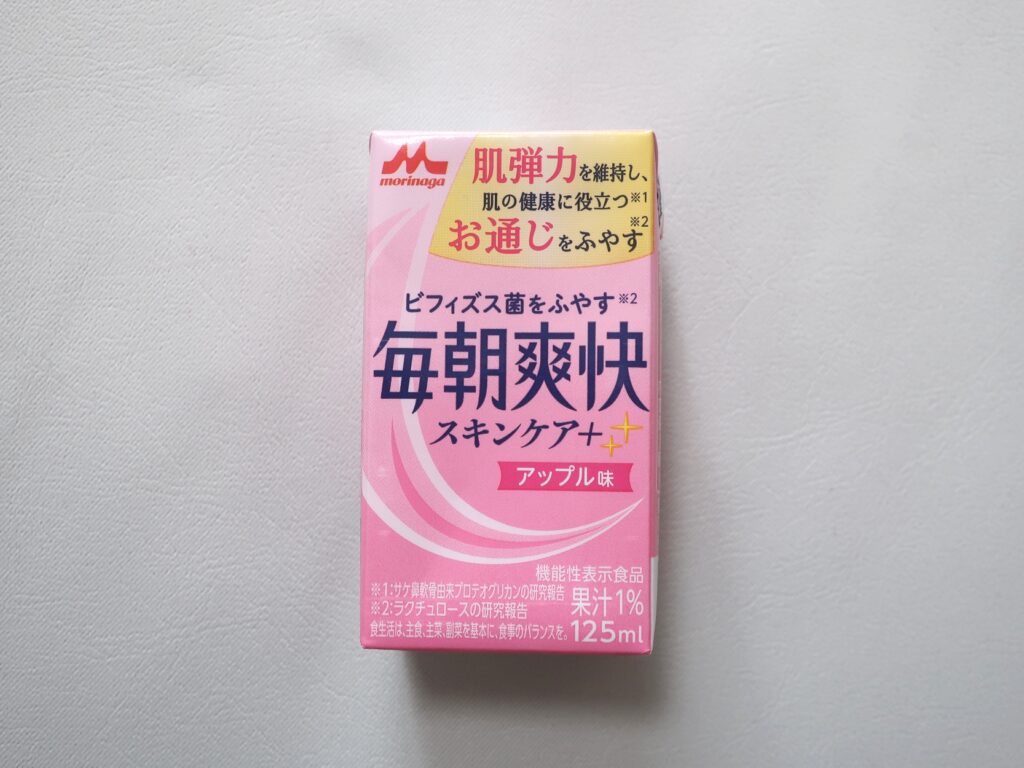 morinaga
肌弾力を維持し、
肌の健康に役立つ※1
お通じをふやす※2
ビフィズス菌をふやす※2
毎朝爽快
スキンケア+
アップル味
機能性表示食品
※1:サケ鼻軟骨由来プロテオグリカンの研究報告
果汁1%
※2:ラクチュロースの研究報告
食生活は、主食、主菜、副菜を基本に、食事のバランスを。
125ml